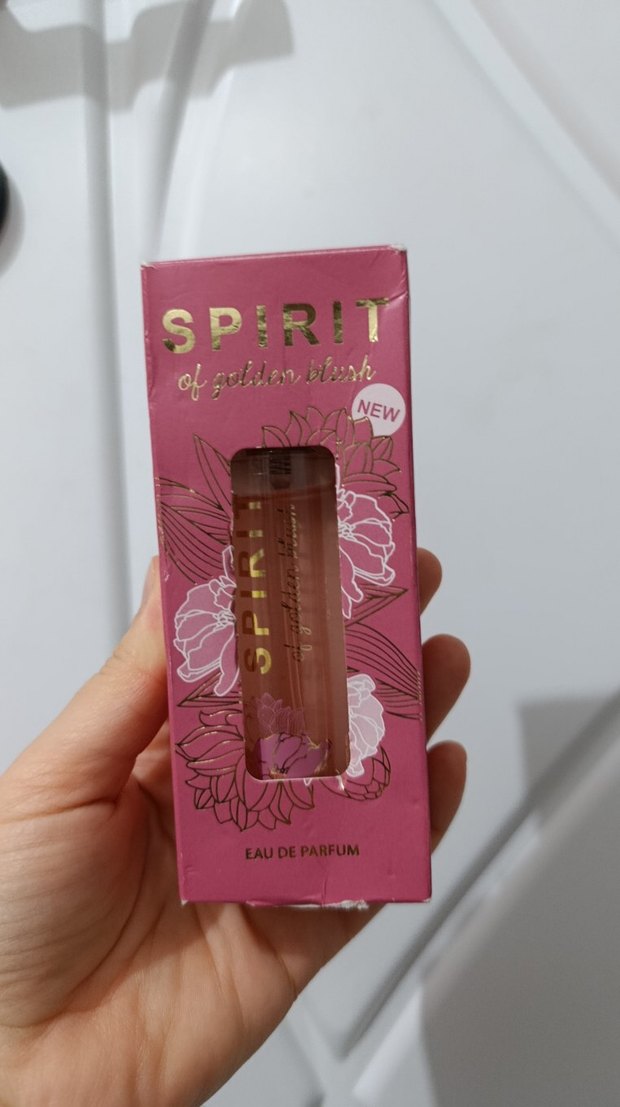 SPIRIT
of golden blush
NEW
SPIRIT
of golden blush
EAU DE PARFUM